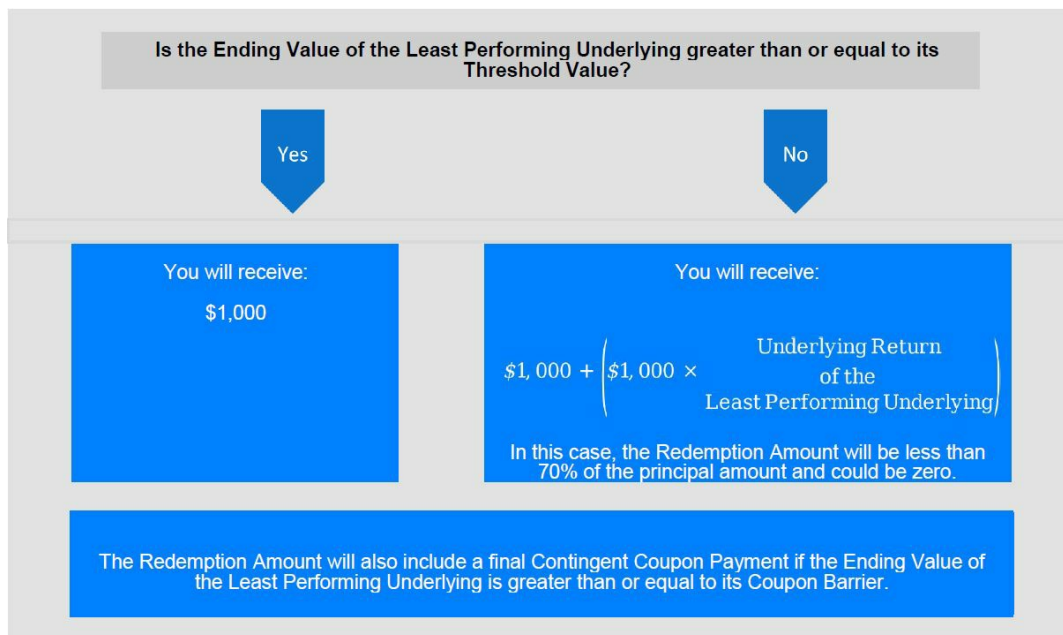 Is the Ending Value of the Least Performing Underlying greater than or equal to its
Threshold Value?
Yes
No
You will receive:
$1,000
You will receive:
$1,000 + ($1,000 × Underlying Return
of the
Least Performing Underlying)
In this case, the Redemption Amount will be less than
70% of the principal amount and could be zero.
The Redemption Amount will also include a final Contingent Coupon Payment if the Ending Value of
the Least Performing Underlying is greater than or equal to its Coupon Barrier.